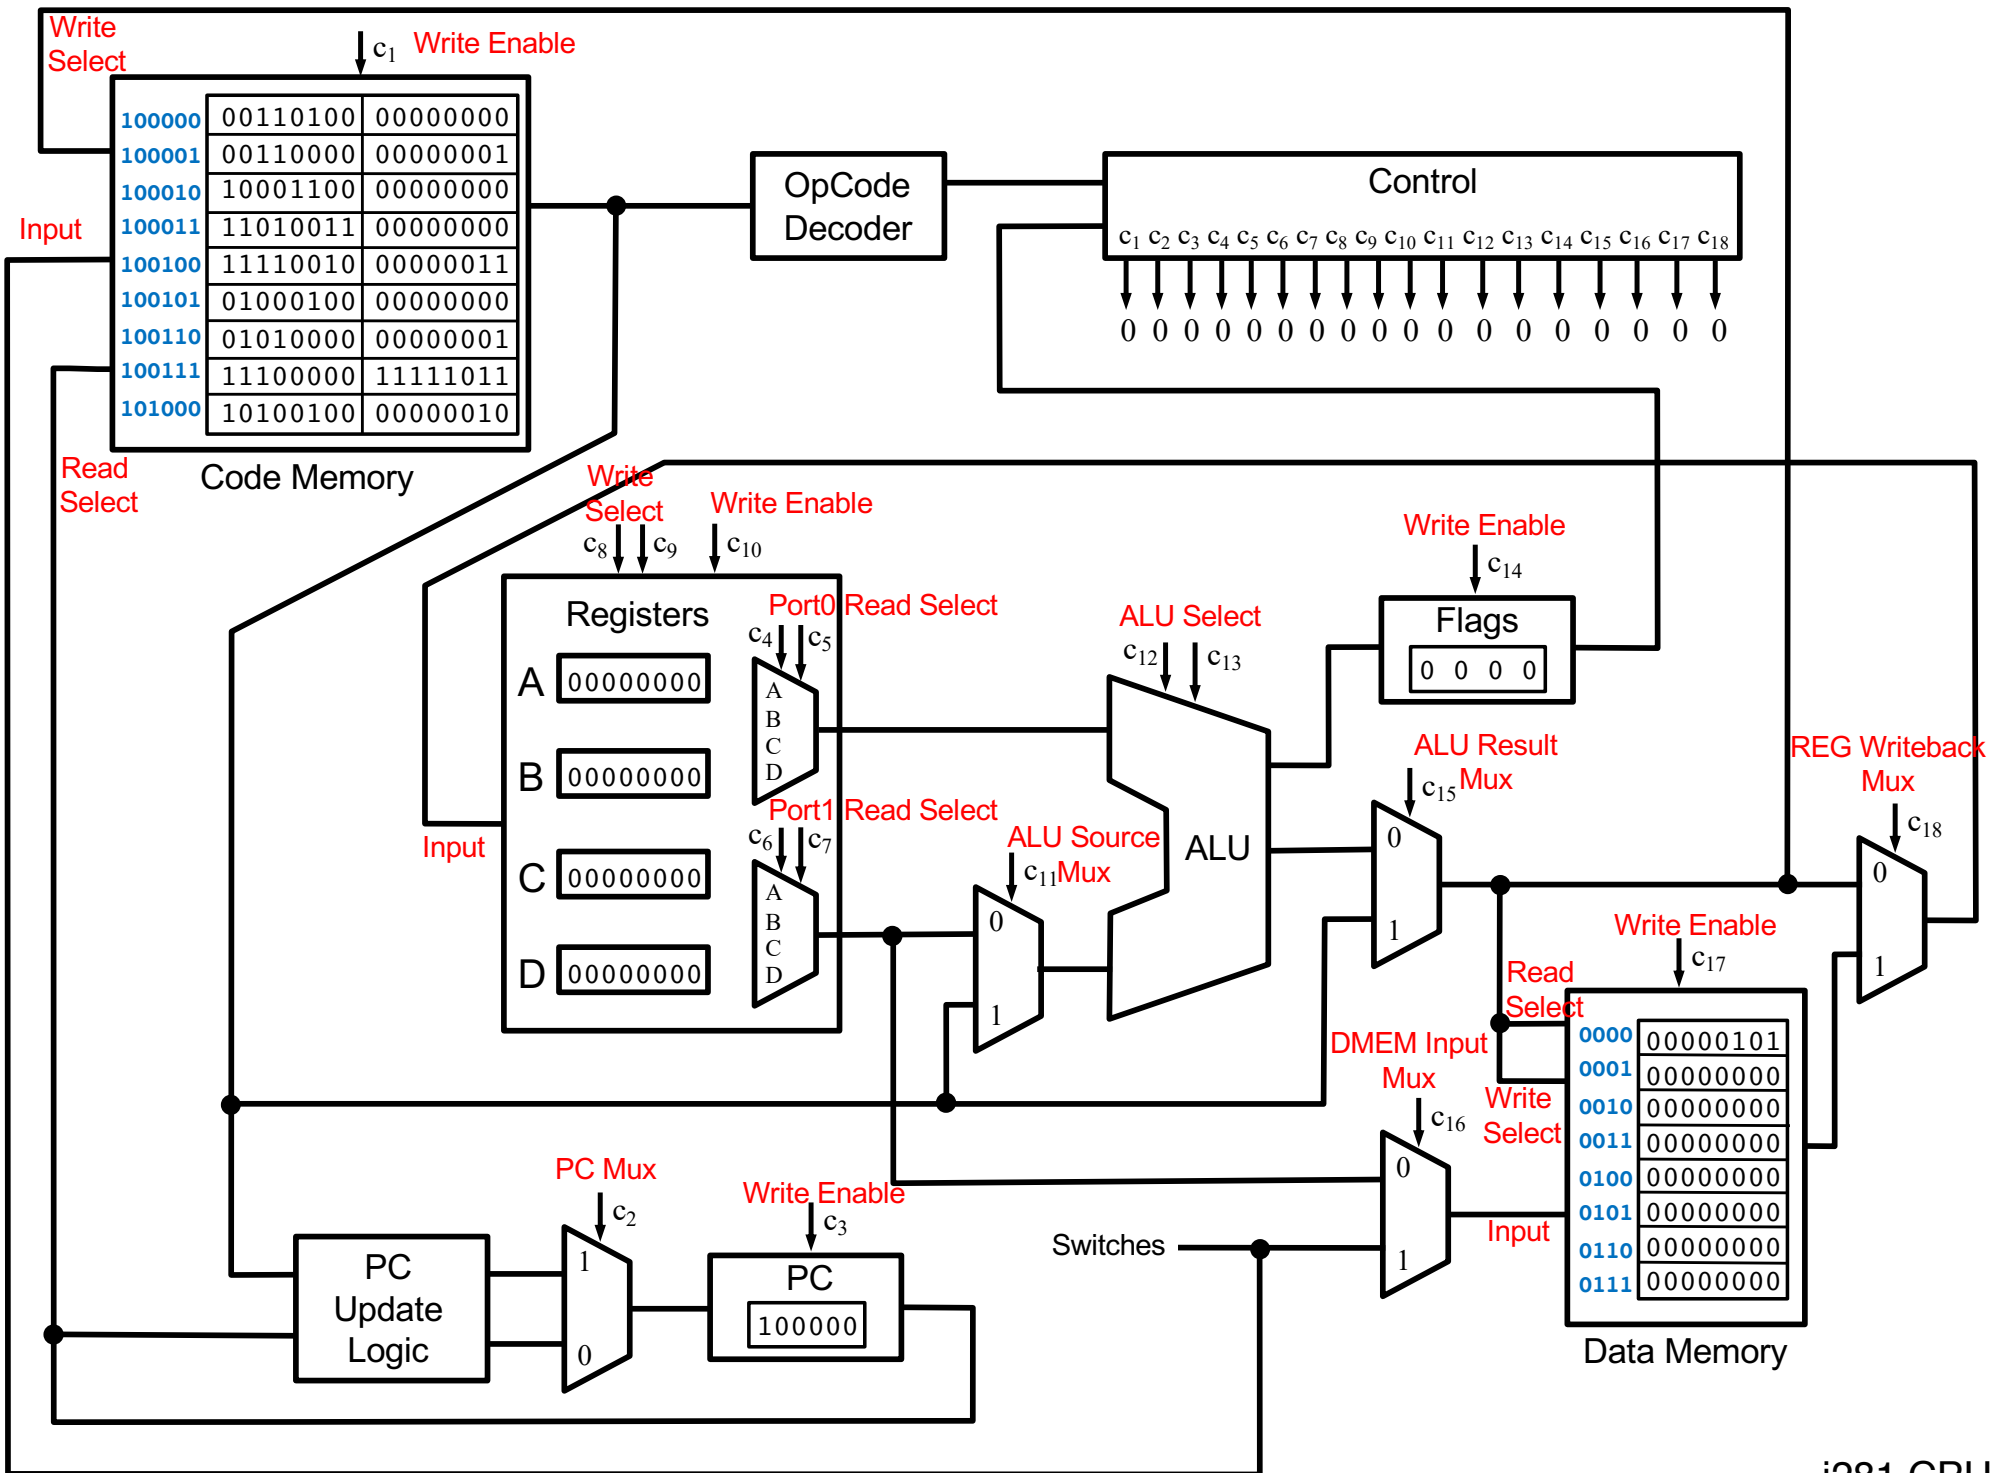 Write
Select
c1 Write Enable
100000 00110100 00000000
100001 00110000 00000001
100010 10001100 00000000
100011 11010011 00000000
100100 11110010 00000011
100101 01000100 00000000
100110 01010000 00000001
100111 11100000 11111011
101000 10100100 00000010
Input
Read
Select
Code Memory
OpCode
Decoder
Control
c1 c2 c3 c4 c5 c6 c7 c8 c9 c10 c11 c12 c13 c14 c15 c16 c17 c18
0 0 0 0 0 0 0 0 0 0 0 0 0 0 0 0 0 0
Write
Select
c8 c9
Write Enable
c10
Registers
A 00000000
B 00000000
C 00000000
D 00000000
Input
Port0 Read Select
c4 c5
A
B
C
D
Port1 Read Select
c6 c7
A
B
C
D
ALU Source
Mux
c11
0
1
ALU Select
c12 c13
ALU
Write Enable
c14
Flags
0 0 0 0
ALU Result
Mux
c15
0
1
REG Writeback
Mux
c18
0
1
Write Enable
c17
Read
Select
Write
Select
Input
0000 00000101
0001 00000000
0010 00000000
0011 00000000
0100 00000000
0101 00000000
0110 00000000
0111 00000000
Data Memory
DMEM Input
Mux
c16
0
1
Switches
PC Mux
c2
1
0
Write Enable
c3
PC
100000
PC
Update
Logic